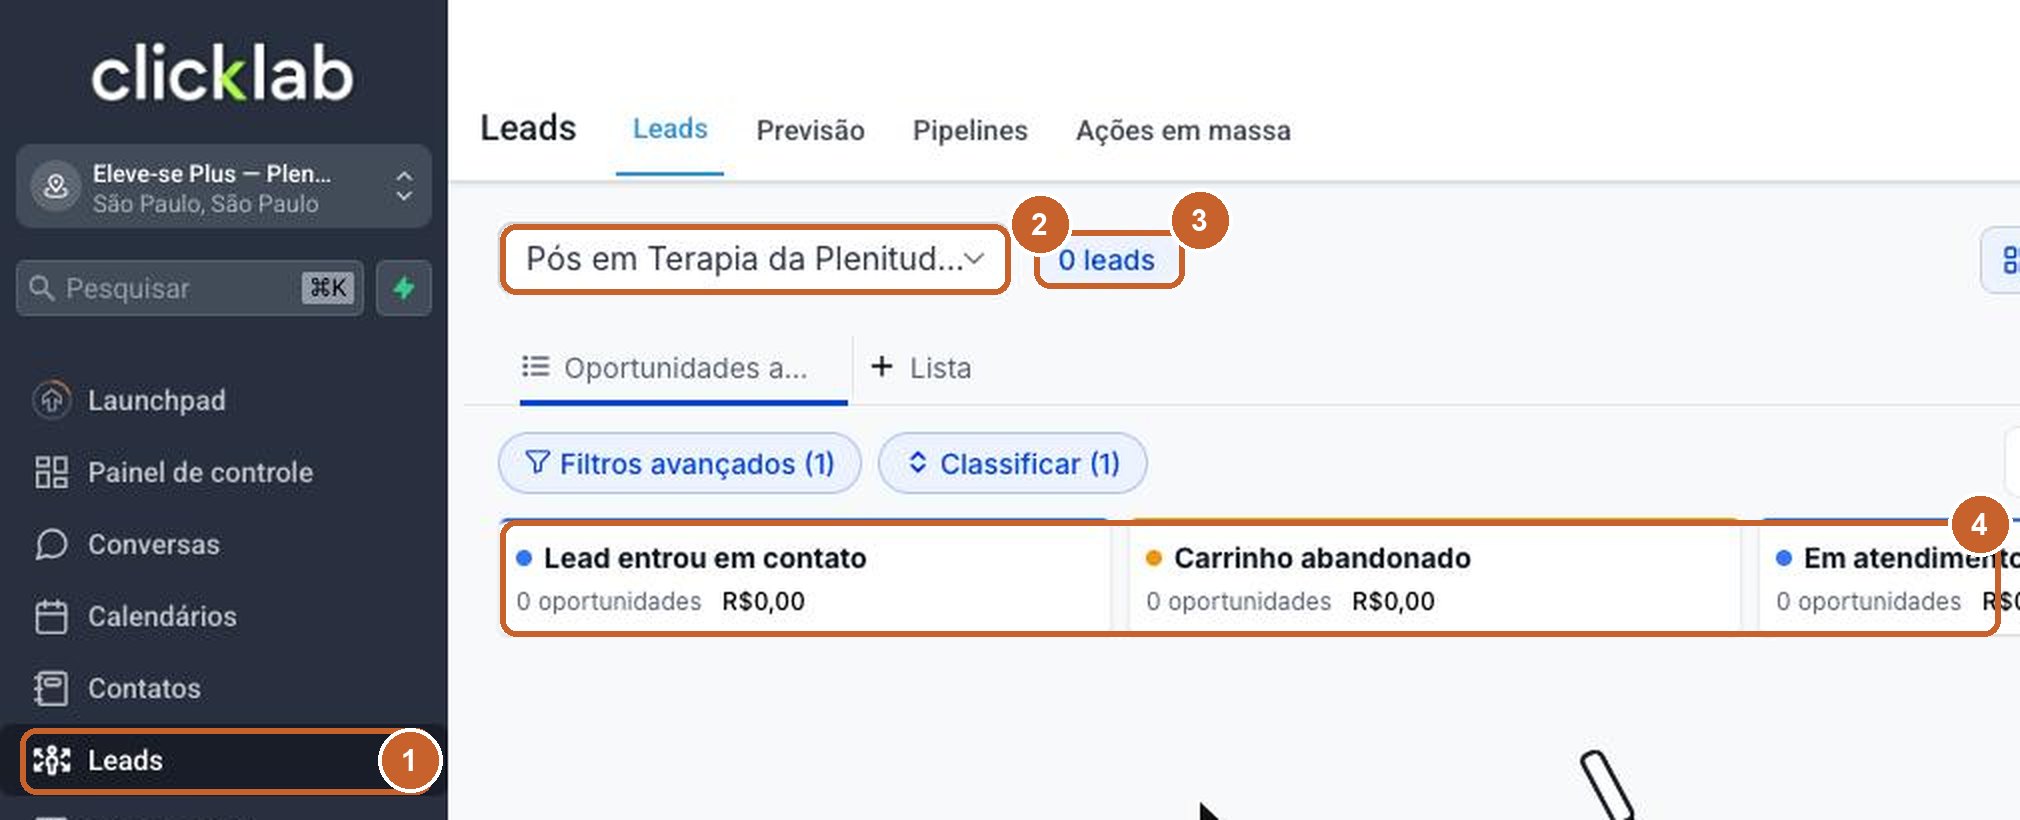 clicklab
Eleve-se Plus — Plen...
São Paulo, São Paulo
Pesquisar
⌘K
Launchpad
Painel de controle
Conversas
Calendários
Contatos
Leads
1
Leads
Leads
Previsão
Pipelines
Ações em massa
Pós em Terapia da Plenitud...
2
0 leads
3
Oportunidades a...
+ Lista
Filtros avançados (1)
Classificar (1)
4
Lead entrou em contato
0 oportunidades R$0,00
Carrinho abandonado
0 oportunidades R$0,00
Em atendimento
0 oportunidades R$0